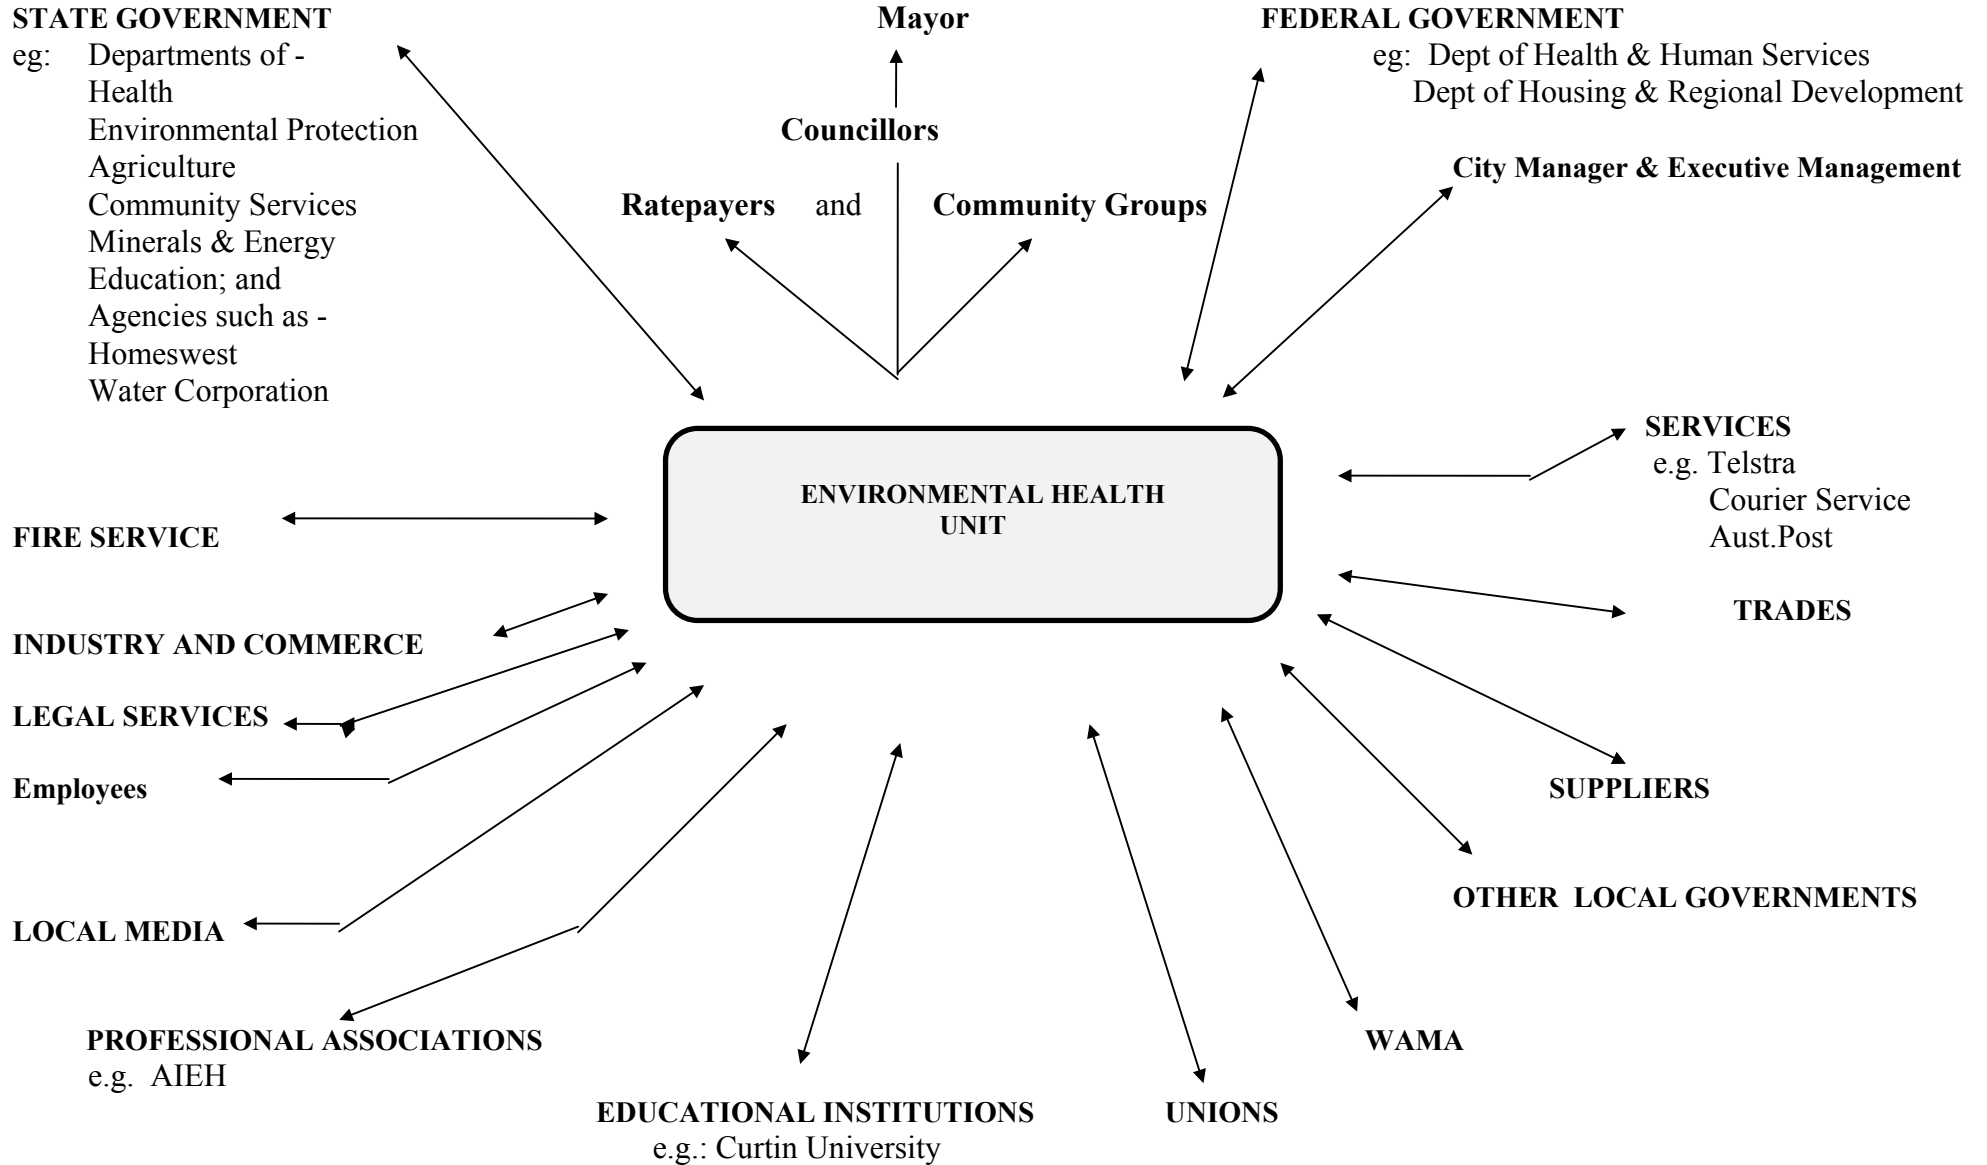 STATE GOVERNMENT
eg: Departments of -
Health
Environmental Protection
Agriculture
Community Services
Minerals & Energy
Education; and
Agencies such as -
Homeswest
Water Corporation
Mayor
Councillors
Ratepayers and Community Groups
FEDERAL GOVERNMENT
eg: Dept of Health & Human Services
Dept of Housing & Regional Development
City Manager & Executive Management
ENVIRONMENTAL HEALTH
UNIT
SERVICES
e.g. Telstra
Courier Service
Aust.Post
TRADES
SUPPLIERS
OTHER LOCAL GOVERNMENTS
WAMA
UNIONS
EDUCATIONAL INSTITUTIONS
e.g.: Curtin University
PROFESSIONAL ASSOCIATIONS
e.g. AIEH
LOCAL MEDIA
Employees
LEGAL SERVICES
INDUSTRY AND COMMERCE
FIRE SERVICE